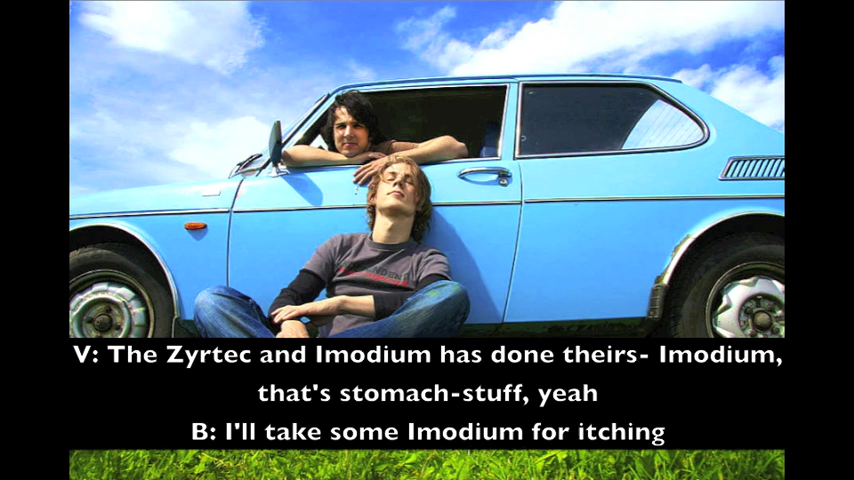 V: The Zyrtec and Imodium has done theirs- Imodium,
that's stomach-stuff, yeah
B: I'll take some Imodium for itching